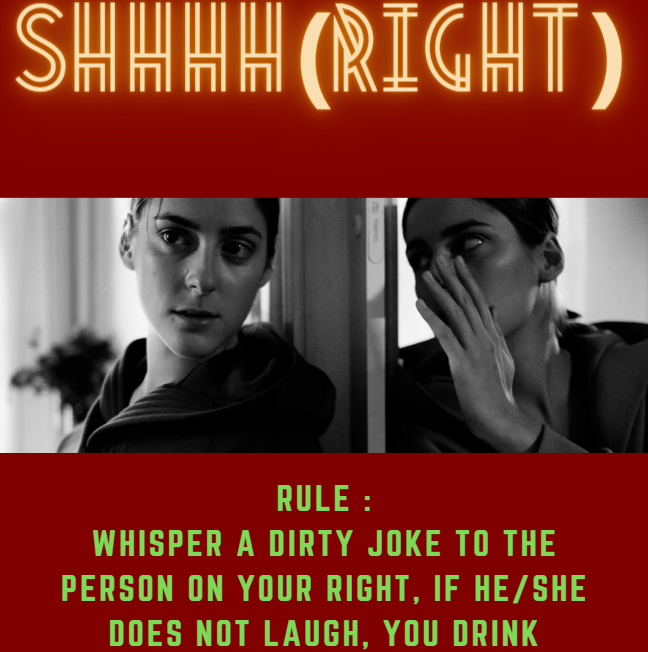 SHHHH(RIGHT)
RULE :
WHISPER A DIRTY JOKE TO THE
PERSON ON YOUR RIGHT, IF HE/SHE
DOES NOT LAUGH, YOU DRINK